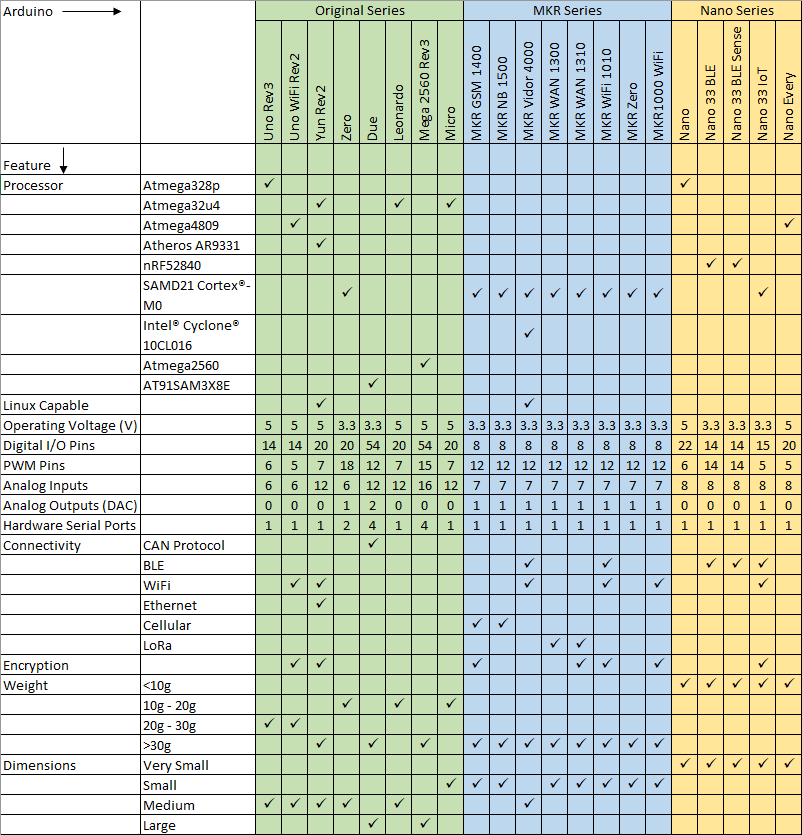 Arduino Original Series MKR Series Nano Series
Uno Rev3 Uno WiFi Rev2 Yun Rev2 Zero Due Leonardo Mega 2560 Rev3 Micro MKR GSM 1400 MKR NB 1500 MKR Vidor 4000 MKR WAN 1300 MKR WAN 1310 MKR WiFi 1010 MKR Zero MKR1000 WiFi Nano Nano 33 BLE Nano 33 BLE Sense Nano 33 IoT Nano Every
Feature
Processor Atmega328p ✓ ✓
Atmega32u4 ✓ ✓ ✓
Atmega4809 ✓ ✓
Atheros AR9331 ✓
nRF52840 ✓ ✓
SAMD21 Cortex®-
M0 ✓ ✓ ✓ ✓ ✓ ✓ ✓ ✓ ✓ ✓
Intel® Cyclone®
10CL016 ✓
Atmega2560 ✓
AT91SAM3X8E ✓
Linux Capable ✓ ✓
Operating Voltage (V) 5 5 5 3.3 3.3 5 5 5 3.3 3.3 3.3 3.3 3.3 3.3 3.3 3.3 5 3.3 3.3 3.3 5
Digital I/O Pins 14 14 20 20 54 20 54 20 8 8 8 8 8 8 8 8 22 14 14 15 20
PWM Pins 6 5 7 18 12 7 15 7 12 12 12 12 12 12 12 12 6 14 14 5 5
Analog Inputs 6 6 12 6 12 12 16 12 7 7 7 7 7 7 7 7 8 8 8 8 8
Analog Outputs (DAC) 0 0 0 1 2 0 0 0 1 1 1 1 1 1 1 1 0 0 0 1 0
Hardware Serial Ports 1 1 1 2 4 1 4 1 1 1 1 1 1 1 1 1 1 1 1 1 1
Connectivity CAN Protocol ✓
BLE ✓ ✓ ✓ ✓ ✓
WiFi ✓ ✓ ✓ ✓ ✓ ✓
Ethernet ✓
Cellular ✓ ✓
LoRa ✓ ✓
Encryption ✓ ✓ ✓ ✓ ✓ ✓ ✓
Weight <10g ✓ ✓ ✓ ✓ ✓
10g - 20g ✓ ✓ ✓
20g - 30g ✓ ✓
>30g ✓ ✓ ✓ ✓ ✓ ✓ ✓ ✓ ✓ ✓ ✓
Dimensions Very Small ✓ ✓ ✓ ✓ ✓
Small ✓ ✓ ✓ ✓ ✓ ✓ ✓ ✓
Medium ✓ ✓ ✓ ✓ ✓ ✓
Large ✓ ✓